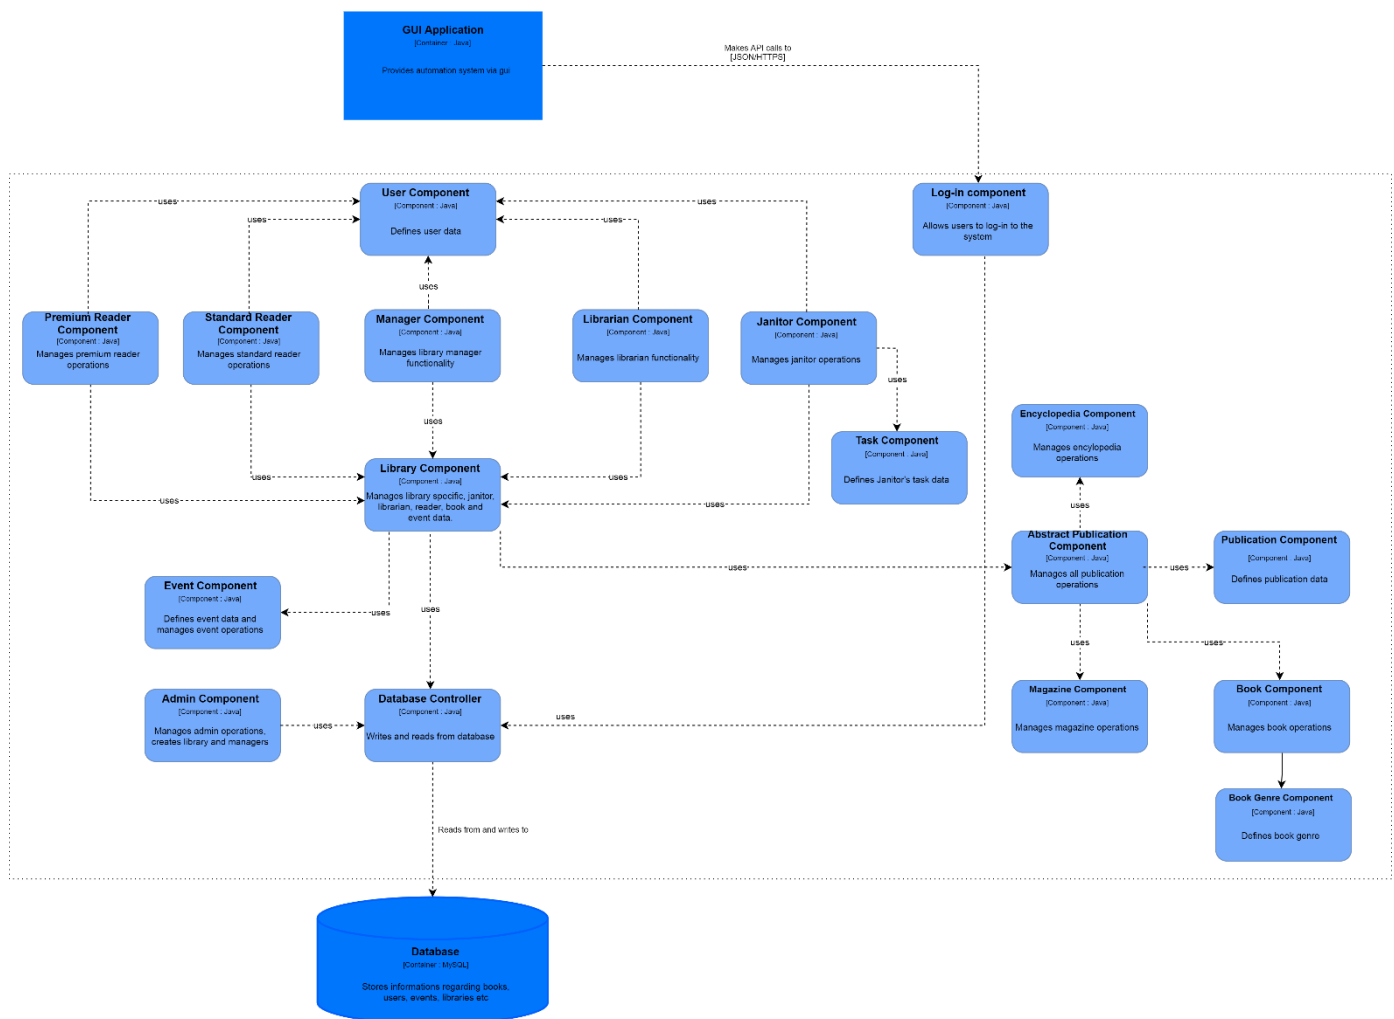 GUI Application
[Container : Java]
Provides automation system via gui
Makes API calls to
[JSON/HTTPS]
User Component
[Component : Java]
Defines user data
Log-in component
[Component : Java]
Allows users to log-in to the
system
uses
uses
uses
uses
uses
Premium Reader
Component
[Component : Java]
Manages premium reader
operations
Standard Reader
Component
[Component : Java]
Manages standard reader
operations
Manager Component
[Component : Java]
Manages library manager
functionality
Librarian Component
[Component : Java]
Manages librarian functionality
Janitor Component
[Component : Java]
Manages janitor operations
uses
uses
Task Component
[Component : Java]
Defines Janitor's task data
Encyclopedia Component
[Component : Java]
Manages encylopedia
operations
Library Component
[Component : Java]
Manages library specific, janitor,
librarian, reader, book and
event data.
uses
uses
uses
uses
uses
uses
Abstract Publication
Component
[Component : Java]
Manages all publication
operations
uses
Publication Component
[Component : Java]
Defines publication data
Event Component
[Component : Java]
Defines event data and
manages event operations
uses
uses
uses
uses
Admin Component
[Component : Java]
Manages admin operations,
creates library and managers
uses
Database Controller
[Component : Java]
Writes and reads from database
uses
Magazine Component
[Component : Java]
Manages magazine operations
Book Component
[Component : Java]
Manages book operations
Book Genre Component
[Component : Java]
Defines book genre
Reads from and writes to
Database
[Container : MySQL]
Stores informations regarding books,
users, events, libraries etc